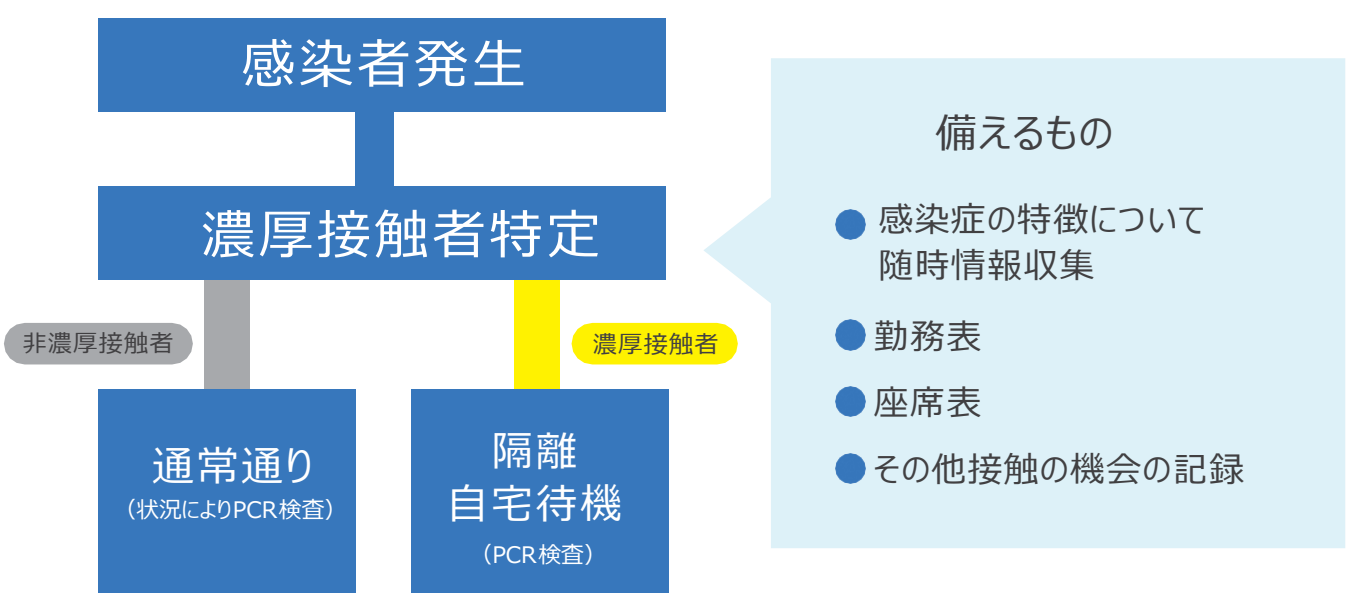 感染者発生
濃厚接触者特定
非濃厚接触者
濃厚接触者
通常通り
(状況によりPCR検査)
隔離
自宅待機
(PCR検査)
備えるもの
感染症の特徴について
随時情報収集
勤務表
座席表
その他接触の機会の記録